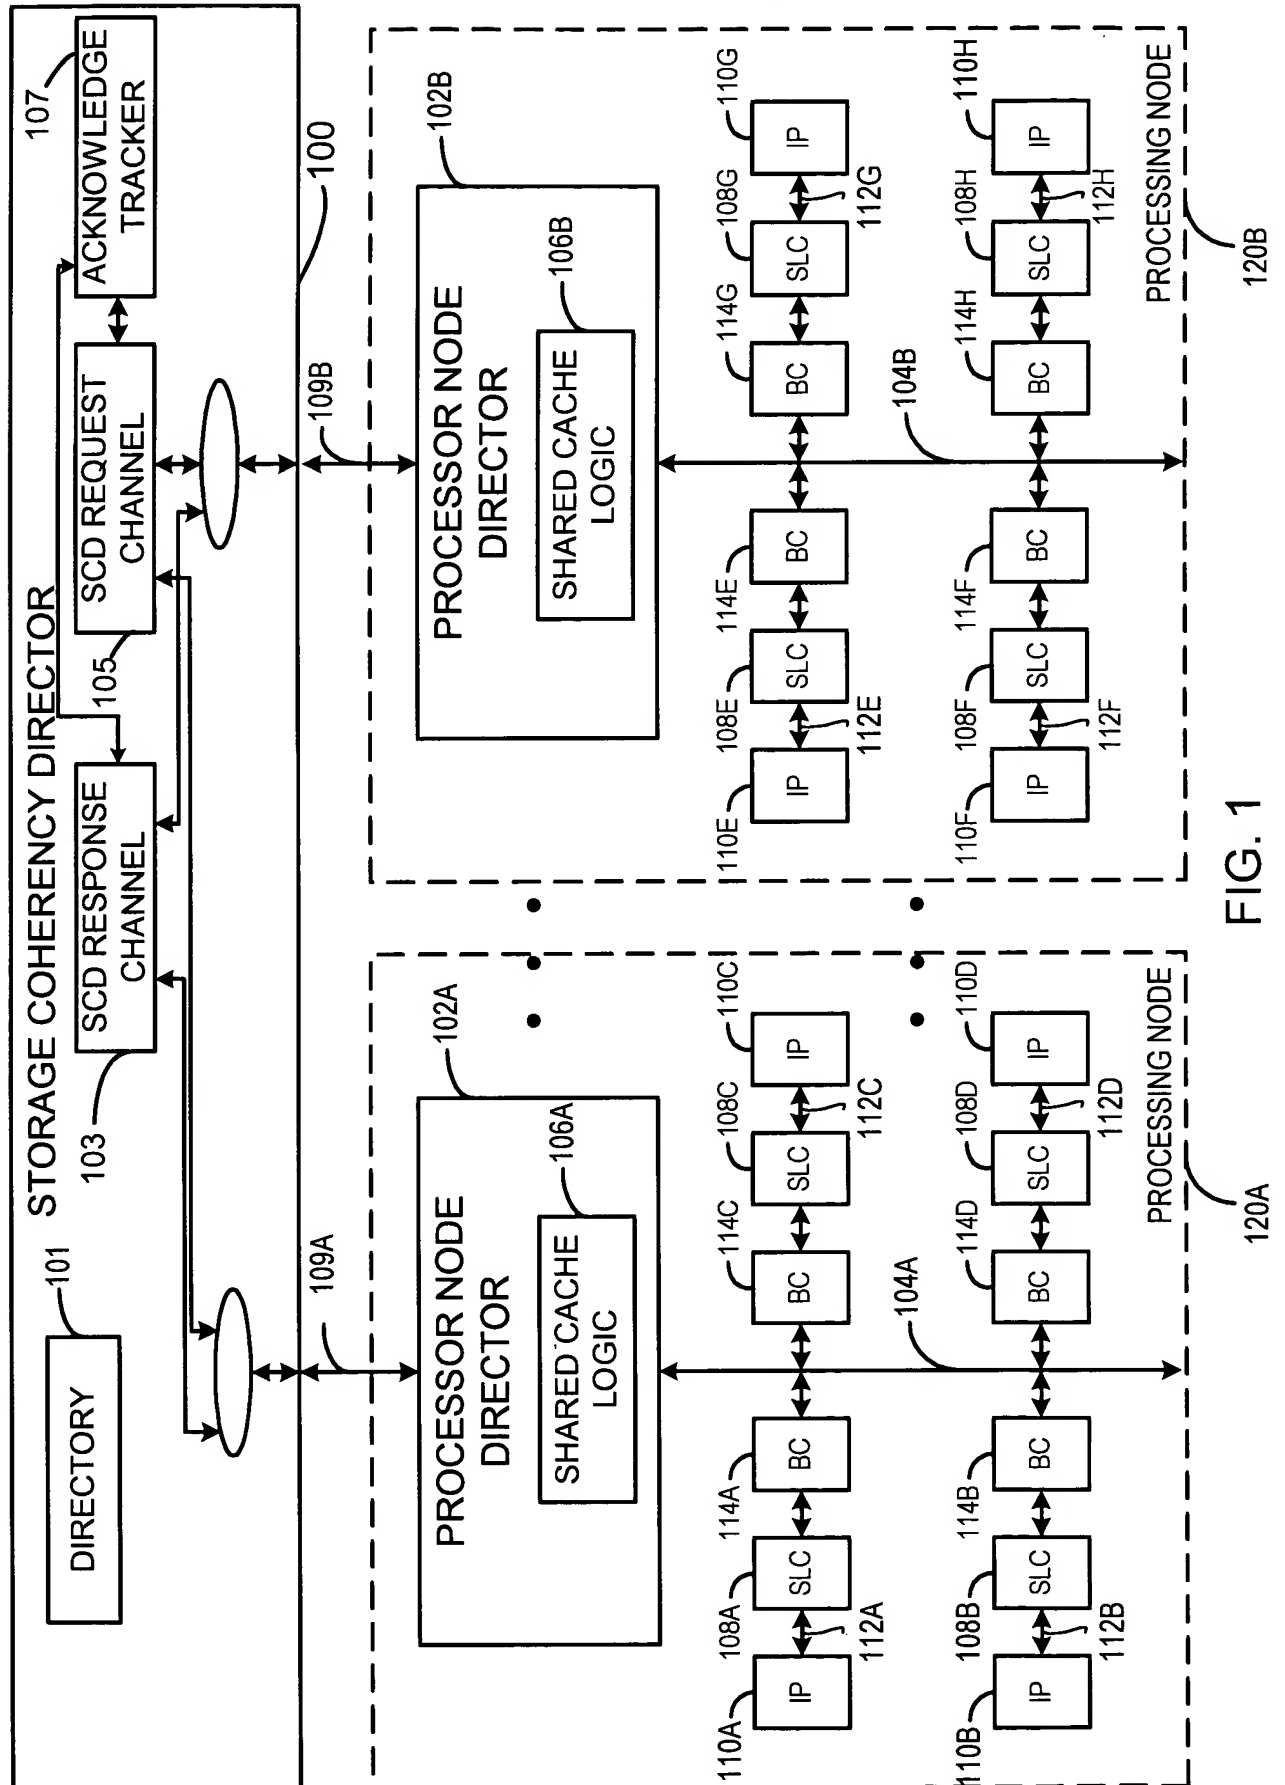 STORAGE COHERENCY DIRECTOR
DIRECTORY
101
SCD RESPONSE
CHANNEL
103
SCD REQUEST
CHANNEL
105
ACKNOWLEDGE
TRACKER
107
100
109A
109B
PROCESSOR NODE
DIRECTOR
102A
SHARED CACHE
LOGIC
106A
110A
IP
112A
108A
SLC
114A
BC
BC
114C
SLC
108C
112C
IP
110C
104A
110B
IP
112B
108B
SLC
114B
BC
BC
114D
SLC
108D
112D
IP
110D
PROCESSING NODE
120A
PROCESSOR NODE
DIRECTOR
102B
SHARED CACHE
LOGIC
106B
110E
IP
112E
108E
SLC
114E
BC
BC
114G
SLC
108G
112G
IP
110G
104B
110F
IP
112F
108F
SLC
114F
BC
BC
114H
SLC
108H
112H
IP
110H
PROCESSING NODE
120B
FIG. 1